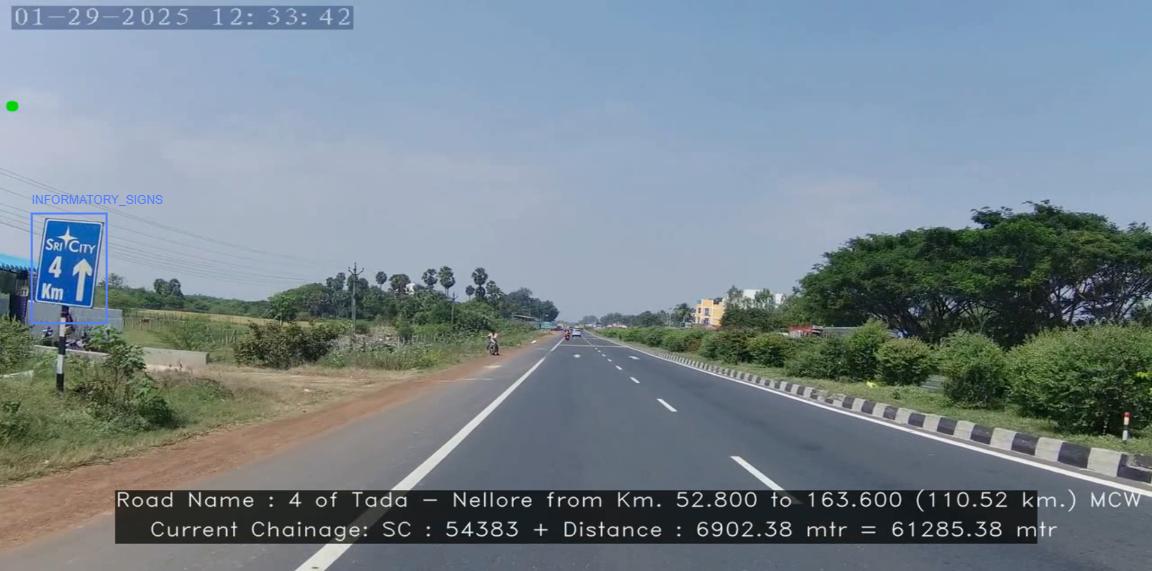 01-29-2025 12:33:42
INFORMATORY_SIGNS
SRI CITY
4
Km
Road Name : 4 of Tada - Nellore from Km. 52.800 to 163.600 (110.52 km.) MCW
Current Chainage: SC : 54383 + Distance : 6902.38 mtr = 61285.38 mtr